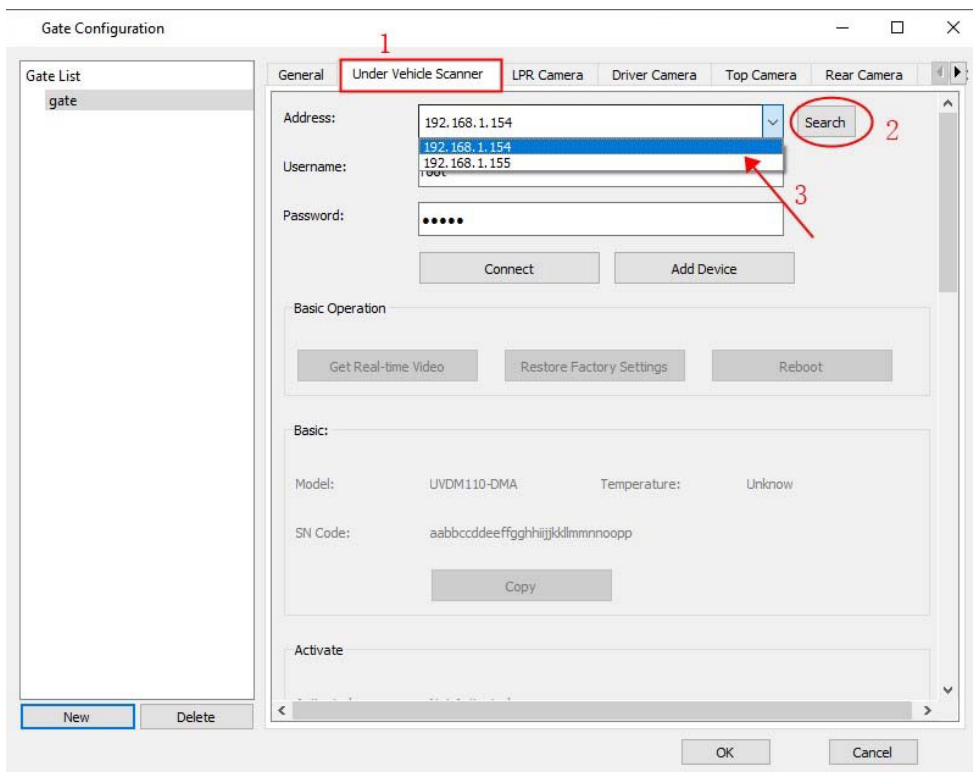 Gate Configuration
1
Gate List
gate
General Under Vehide Scanner LPR Camera Driver Camera Top Camera Rear Camera
Address: 192.168.1.154 Search 2
192.168.1.154
192.168.1.155
Username:
3
Password: •••••
Connect Add Device
Basic Operation
Get Real-time Video Restore Factory Settings Reboot
Basic:
Model: UVDM110-DMA Temperature: Unknow
SN Code: aabbccddeeffgghhiijjkkllmmnnoopp
Copy
Activate
New Delete
OK Cancel